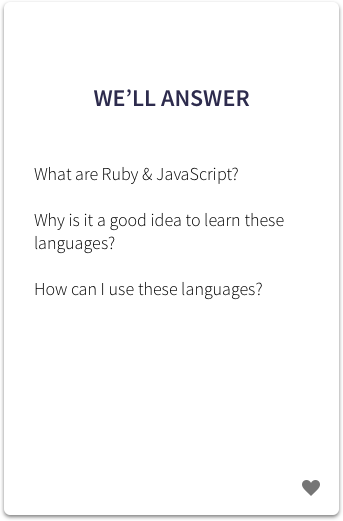 WE’LL ANSWER
What are Ruby & JavaScript?
Why is it a good idea to learn these
languages?
How can I use these languages?